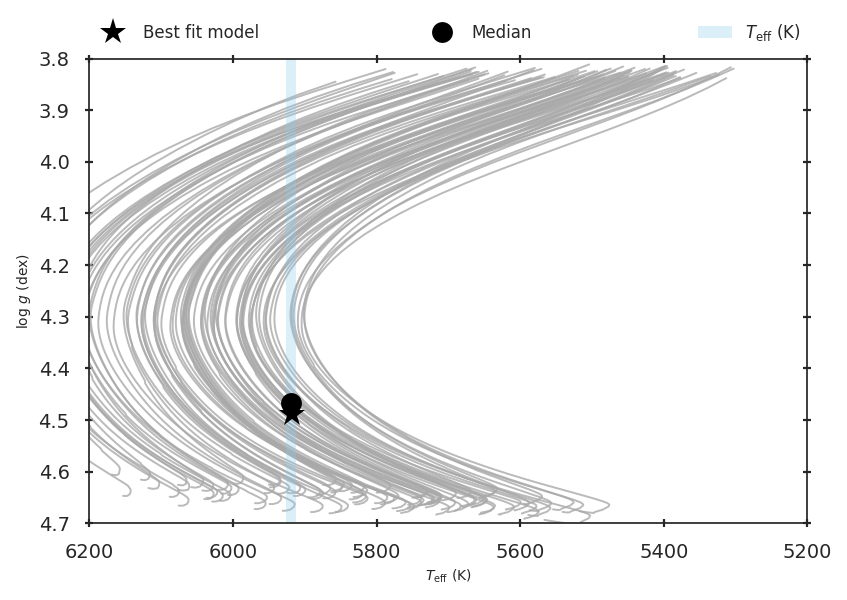 Best fit model
Median
T_eff (K)
3.8
3.9
4.0
4.1
4.2
4.3
4.4
4.5
4.6
4.7
log g (dex)
6200 6000 5800 5600 5400 5200
T_eff (K)